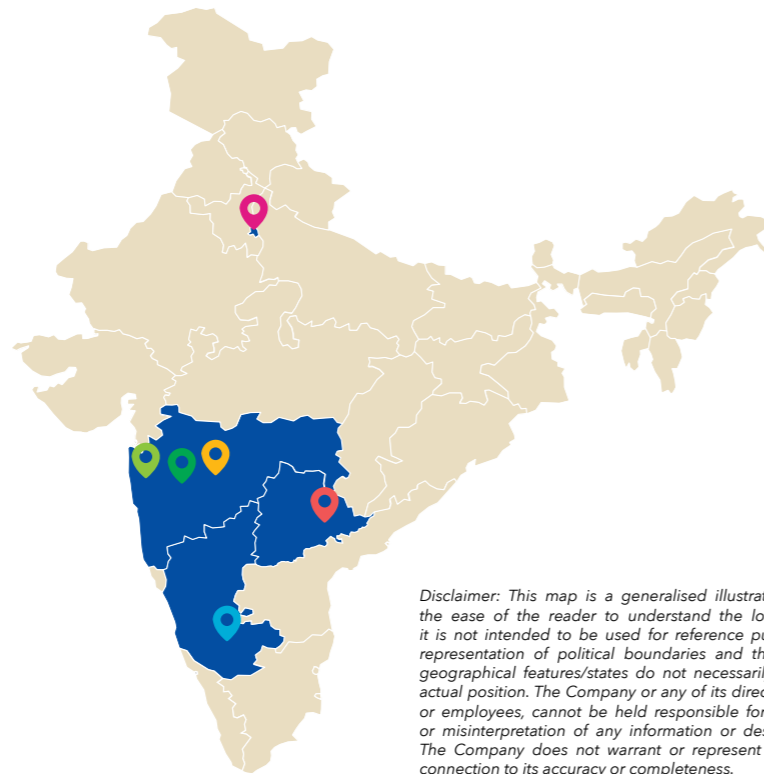 Disclaimer: This map is a generalised illustrat
the ease of the reader to understand the lo
it is not intended to be used for reference pu
representation of political boundaries and th
geographical features/states do not necessaril
actual position. The Company or any of its direc
or employees, cannot be held responsible for
or misinterpretation of any information or des
The Company does not warrant or represent
connection to its accuracy or completeness.